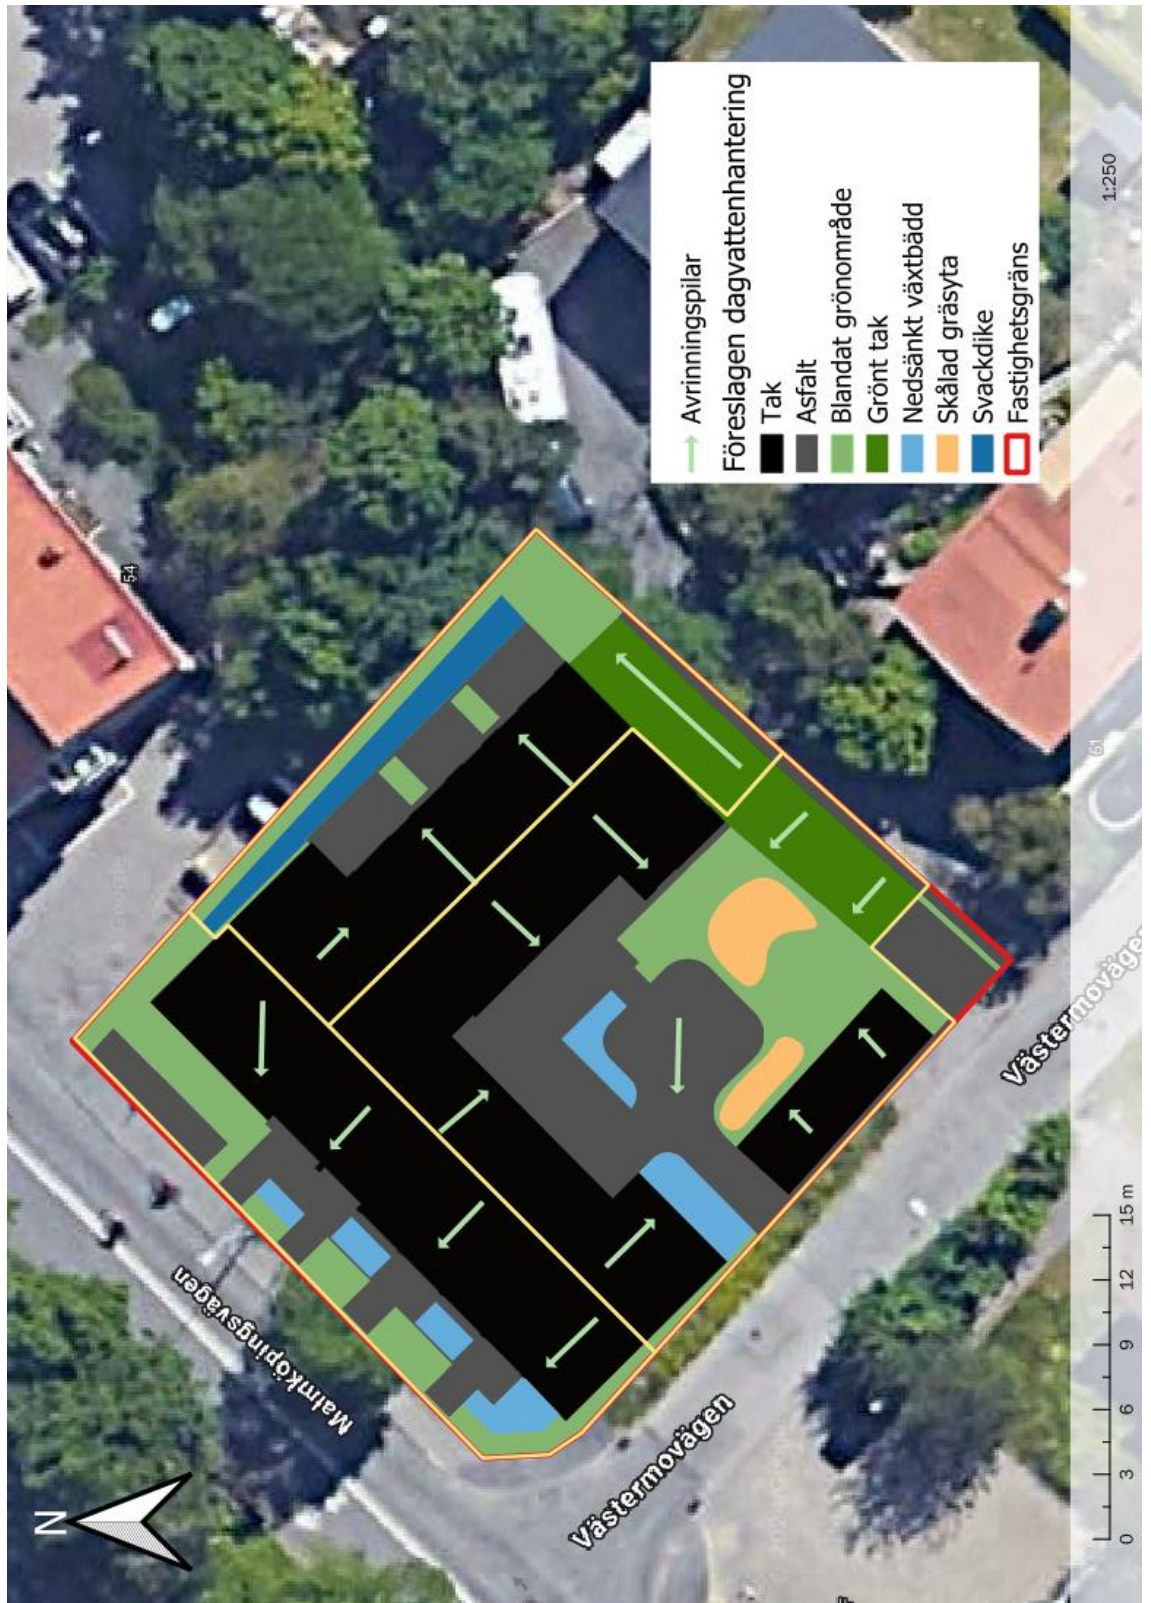 N
54
Malmköpingsvägen
Västermovägen
Västermovägen
61
Avrinningspilar
Föreslagen dagvattenhantering
Tak
Asfalt
Blandat grönområde
Grönt tak
Nedsänkt växtbädd
Skålad gräsyta
Svackdike
Fastighetsgräns
0 3 6 9 12 15 m
1:250